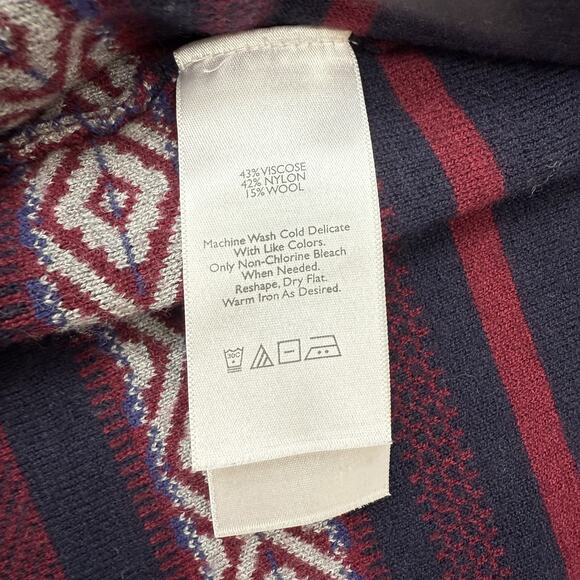 43% VISCOSE
42% NYLON
15% WOOL
Machine Wash Cold Delicate
With Like Colors.
Only Non-Chlorine Bleach
When Needed.
Reshape, Dry Flat.
Warm Iron As Desired.
30C